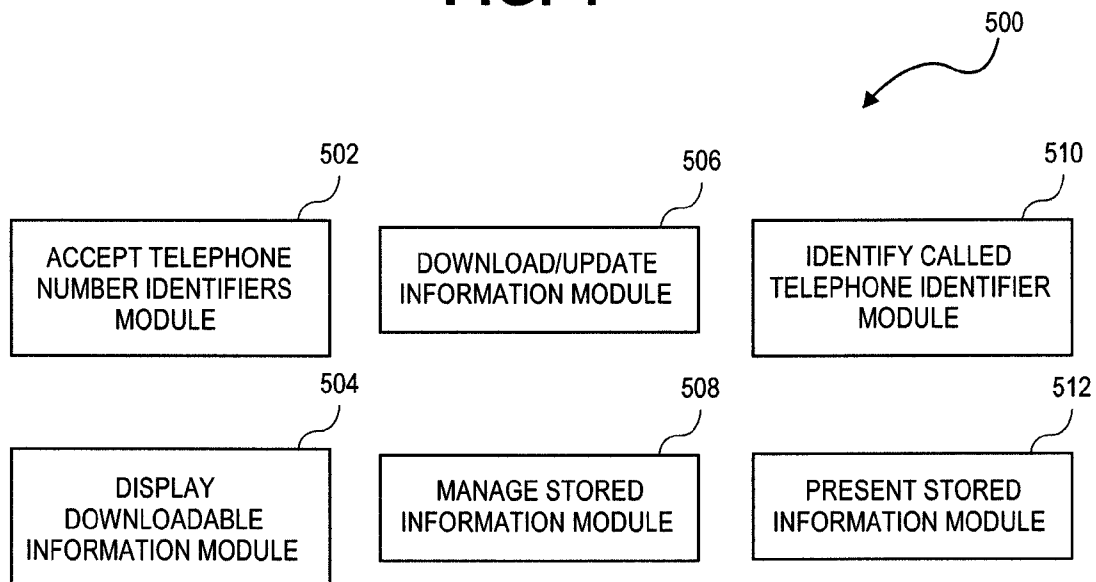 500
502
506
510
ACCEPT TELEPHONE
NUMBER IDENTIFIERS
MODULE
DOWNLOAD/UPDATE
INFORMATION MODULE
IDENTIFY CALLED
TELEPHONE IDENTIFIER
MODULE
504
508
512
DISPLAY
DOWNLOADABLE
INFORMATION MODULE
MANAGE STORED
INFORMATION MODULE
PRESENT STORED
INFORMATION MODULE